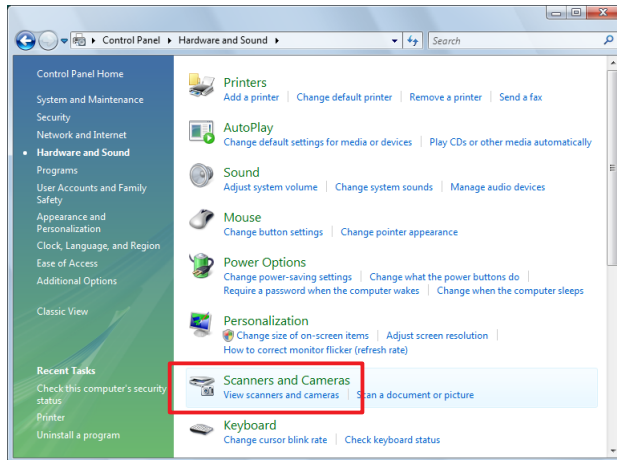 Control Panel Hardware and Sound Search
Control Panel Home
System and Maintenance
Security
Network and Internet
Hardware and Sound
Programs
User Accounts and Family
Safety
Appearance and
Personalization
Clock, Language, and Region
Ease of Access
Additional Options
Classic View
Recent Tasks
Check this computer's security
status
Printer
Uninstall a program
Printers
Add a printer Change default printer Remove a printer Send a fax
AutoPlay
Change default settings for media or devices Play CDs or other media automatically
Sound
Adjust system volume Change system sounds Manage audio devices
Mouse
Change button settings Change pointer appearance
Power Options
Change power-saving settings Change what the power buttons do
Require a password when the computer wakes Change when the computer sleeps
Personalization
Change size of on-screen items Adjust screen resolution
How to correct monitor flicker (refresh rate)
Scanners and Cameras
View scanners and cameras Scan a document or picture
Keyboard
Change cursor blink rate Check keyboard status